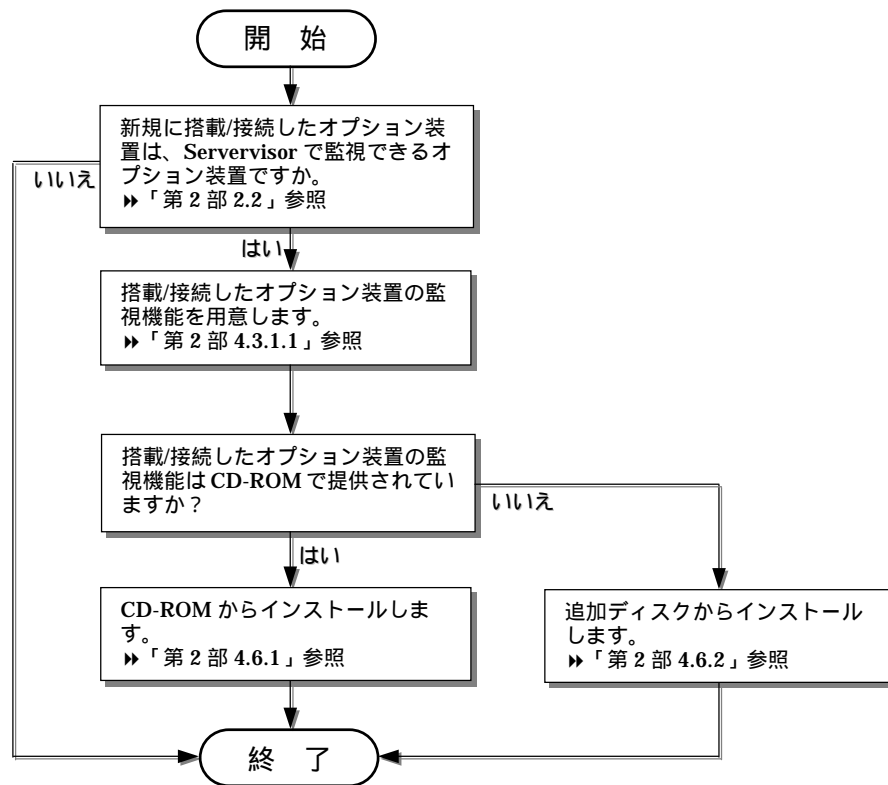 開 始
新規に搭載/接続したオプション装
置は、Servervisor で監視できるオ
プション装置ですか。
「第 2 部 2.2」参照
いいえ
はい
搭載/接続したオプション装置の監
視機能を用意します。
「第 2 部 4.3.1.1」参照
搭載/接続したオプション装置の監
視機能は CD-ROM で提供されてい
ますか？
いいえ
はい
CD-ROM からインストールしま
す。
「第 2 部 4.6.1」参照
追加ディスクからインストール
します。
「第 2 部 4.6.2」参照
終 了